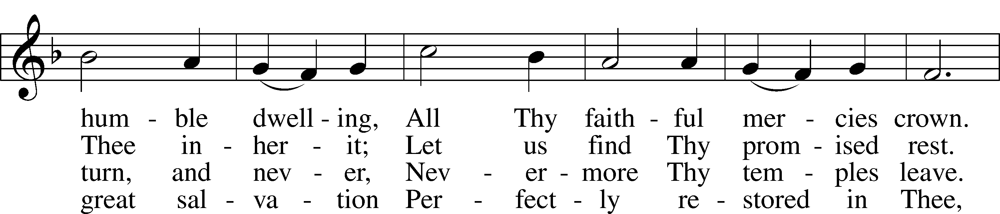 hum - ble dwell - ing, All Thy faith - ful mer - cies crown.
Thee in - her - it; Let us find Thy prom - ised rest.
turn, and nev - er, Nev - er - more Thy tem - ples leave.
great sal - va - tion Per - fect - ly re - stored in Thee,